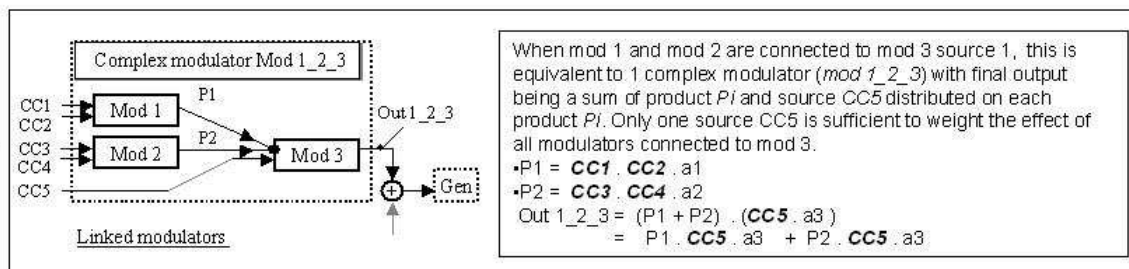 Complex modulator Mod 1_2_3
P1
CC1
CC2
Mod 1
Out1_2_3
P2
CC3
CC4
Mod 2
Mod 3
CC5
Gen
Linked modulators
When mod 1 and mod 2 are connected to mod 3 source 1, this is
equivalent to 1 complex modulator (mod 1_2_3) with final output
being a sum of product Pi and source CC5 distributed on each
product Pi. Only one source CC5 is sufficient to weight the effect of
all modulators connected to mod 3.
▪P1 = CC1 . CC2 . a1
▪P2 = CC3 . CC4 . a2
Out 1_2_3 = (P1 + P2) . (CC5 . a3 )
= P1 . CC5 . a3 + P2 . CC5 . a3